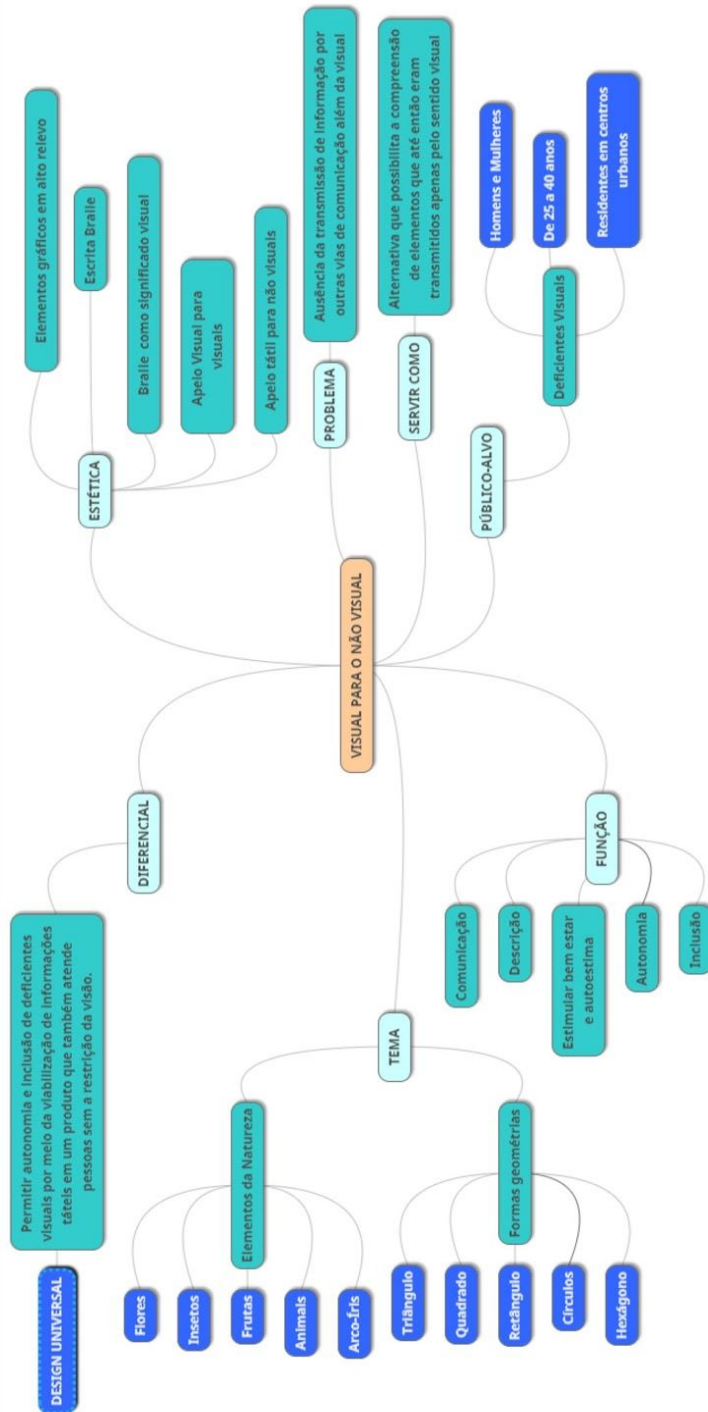 DESIGN UNIVERSAL
Permitir autonomia e inclusão de deficientes
visuais por meio da viabilização de informações
táteis em um produto que também atende
pessoas sem a restrição da visão.
DIFERENCIAL
Flores
Insetos
Frutas
Animais
Arco-Íris
Elementos da Natureza
Triângulo
Quadrado
Retângulo
Círculos
Hexágono
Formas geométrias
TEMA
Comunicação
Descrição
Estimular bem estar
e autoestima
Autonomia
Inclusão
FUNÇÃO
VISUAL PARA O NÃO VISUAL
ESTÉTICA
Elementos gráficos em alto relevo
Escrita Braile
Braile como significado visual
Apelo Visual para
visuais
Apelo tátil para não visuais
PROBLEMA
Ausência da transmissão de informação por
outras vias de comunicação além da visual
SERVIR COMO
Alternativa que possibilita a compreensão
de elementos que até então eram
transmitidos apenas pelo sentido visual
PÚBLICO-ALVO
Deficientes Visuais
Homens e Mulheres
De 25 a 40 anos
Residentes em centros
urbanos